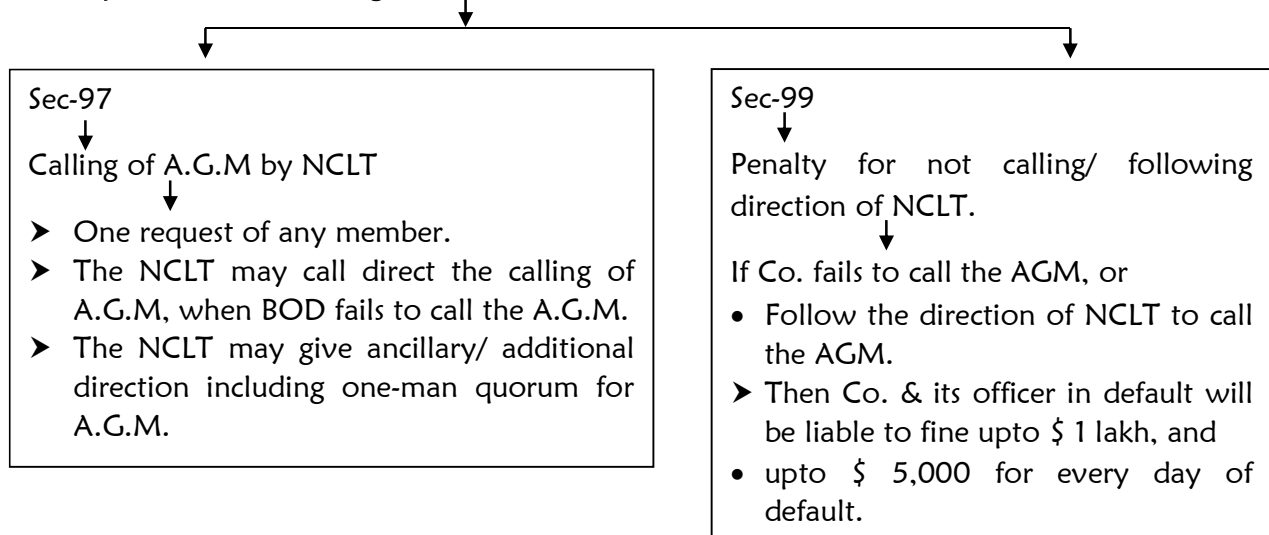 Sec-97
Calling of A.G.M by NCLT
➤ One request of any member.
➤ The NCLT may call direct the calling of
A.G.M, when BOD fails to call the A.G.M.
➤ The NCLT may give ancillary/ additional
direction including one-man quorum for
A.G.M.
Sec-99
Penalty for not calling/ following
direction of NCLT.
If Co. fails to call the AGM, or
• Follow the direction of NCLT to call
the AGM.
➤ Then Co. & its officer in default will
be liable to fine upto $ 1 lakh, and
• upto $ 5,000 for every day of
default.